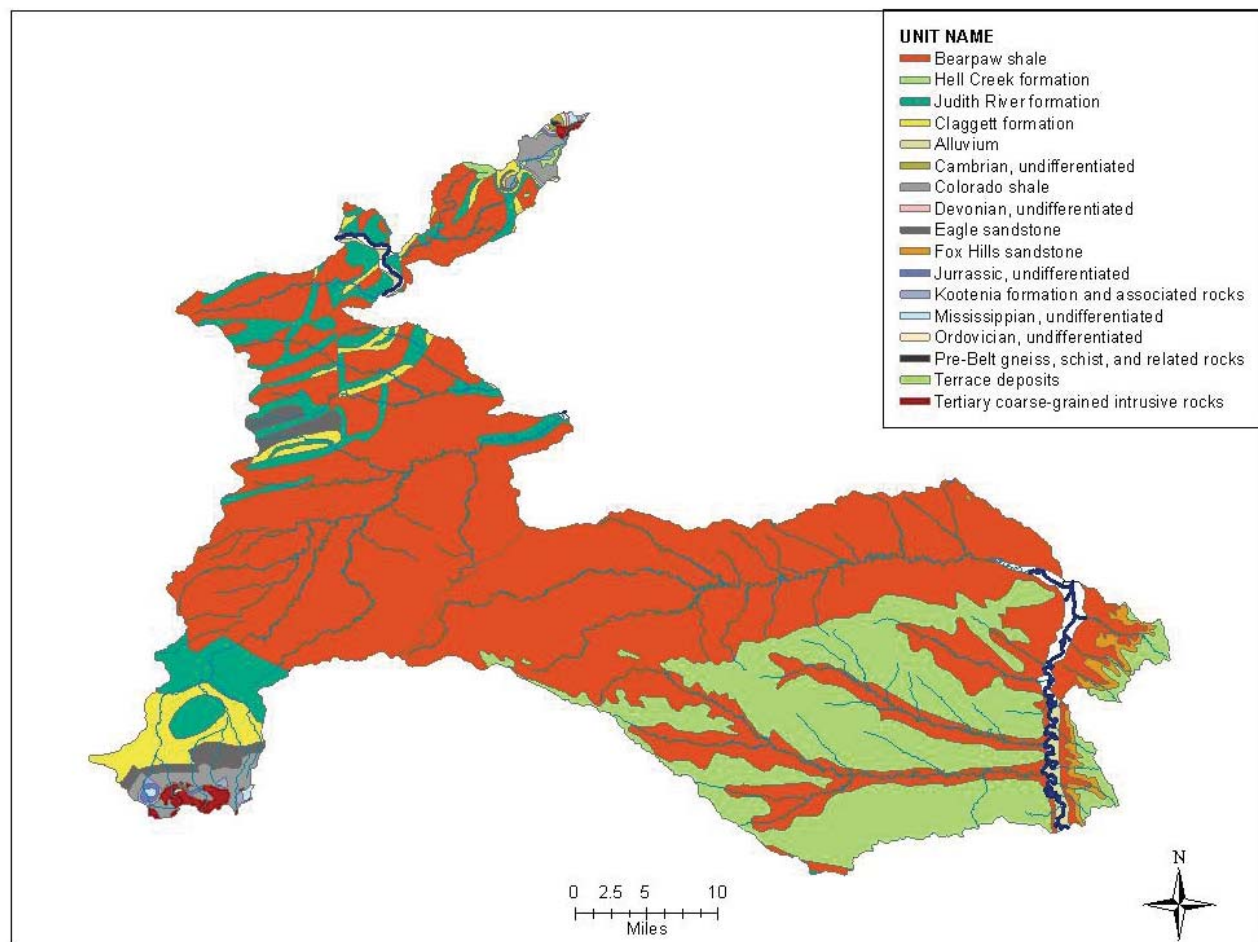 UNIT NAME
Bearpaw shale
Hell Creek formation
Judith River formation
Claggett formation
Alluvium
Cambrian, undifferentiated
Colorado shale
Devonian, undifferentiated
Eagle sandstone
Fox Hills sandstone
Jurrassic, undifferentiated
Kootenia formation and associated rocks
Mississippian, undifferentiated
Ordovician, undifferentiated
Pre-Belt gneiss, schist, and related rocks
Terrace deposits
Tertiary coarse-grained intrusive rocks
N
0 2.5 5 10
Miles